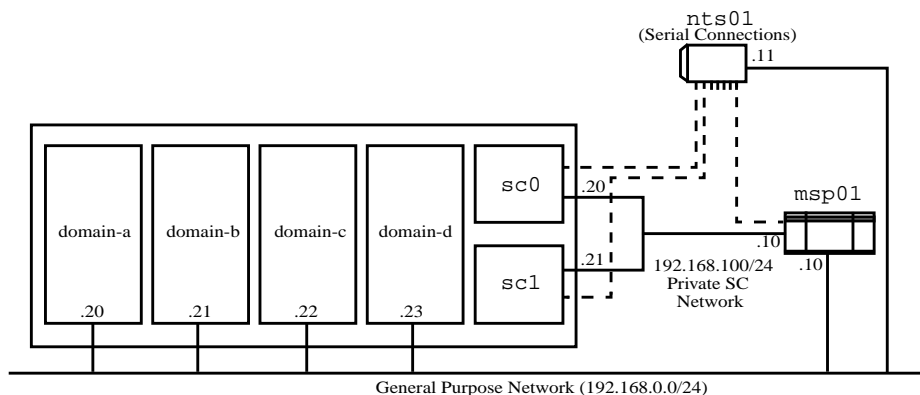 nts01
(Serial Connections)
.11
sc0
.20
msp01
domain-a
domain-b
domain-c
domain-d
.10
.10
sc1
.21
192.168.100/24
Private SC
Network
.20
.21
.22
.23
General Purpose Network (192.168.0.0/24)